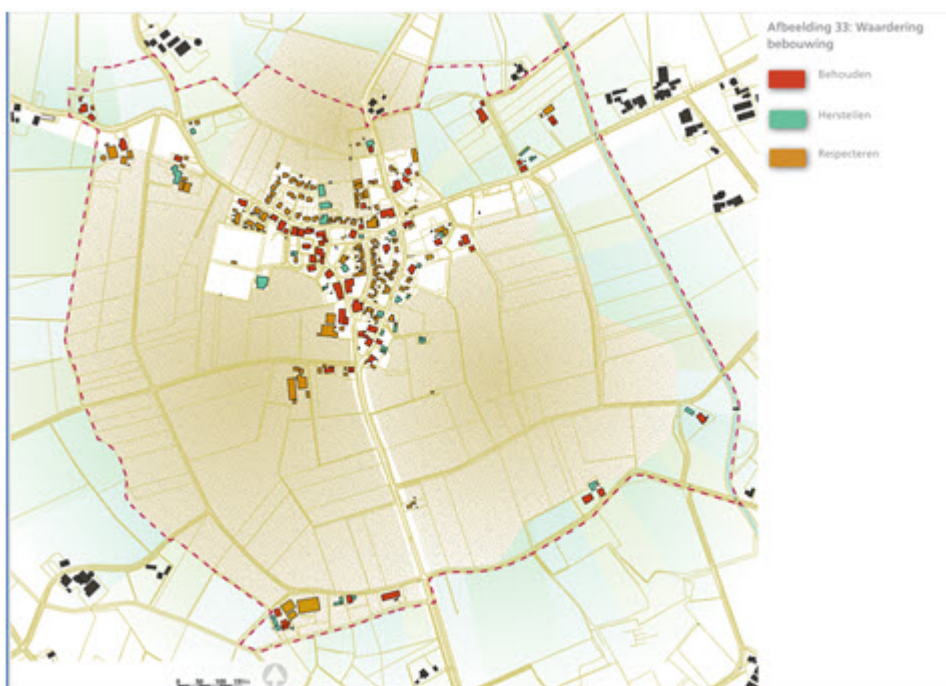 Afbeelding 33: Waardering
bebouwing
Behouden
Herstellen
Respecteren